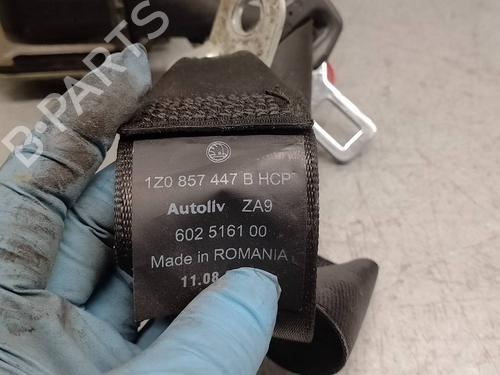 B-PARTS
1Z0 857 447 B HCP
Autoliv ZA9
602 5161 00
Made in ROMANIA
11.08